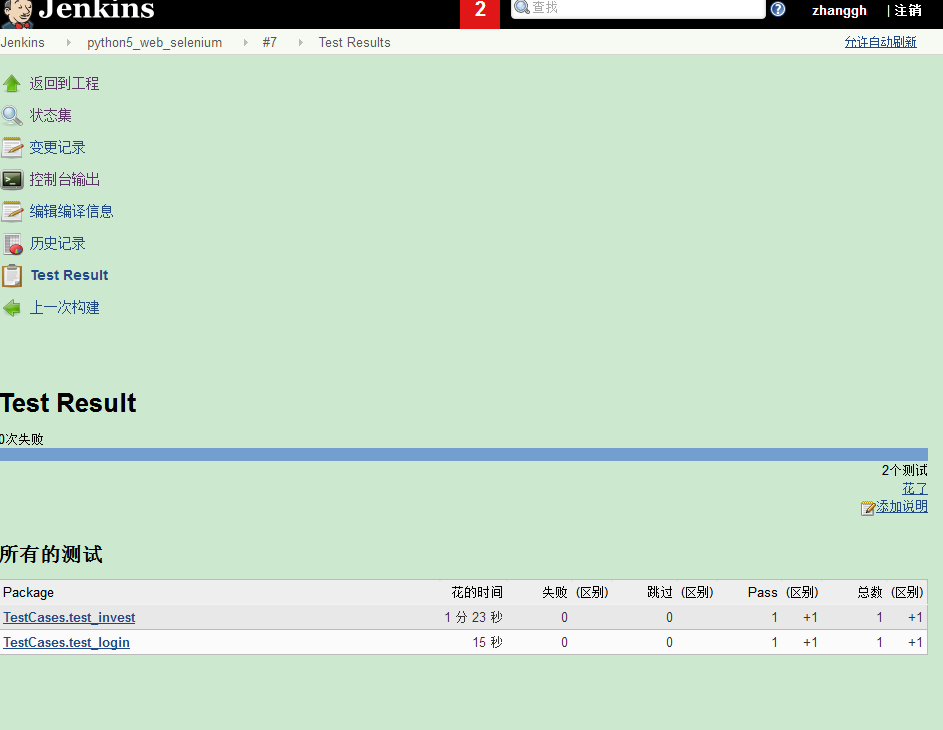 Jenkins 2 查找 zhanggh | 注销
Jenkins python5_web_selenium #7 Test Results 允许自动刷新
返回到工程
状态集
变更记录
控制台输出
编辑编译信息
历史记录
Test Result
上一次构建
Test Result
0次失败
2个测试
花了
添加说明
所有的测试
Package 花的时间 失败 (区别) 跳过 (区别) Pass (区别) 总数 (区别)
TestCases.test_invest 1 分 23 秒 0 0 1 +1 1 +1
TestCases.test_login 15 秒 0 0 1 +1 1 +1